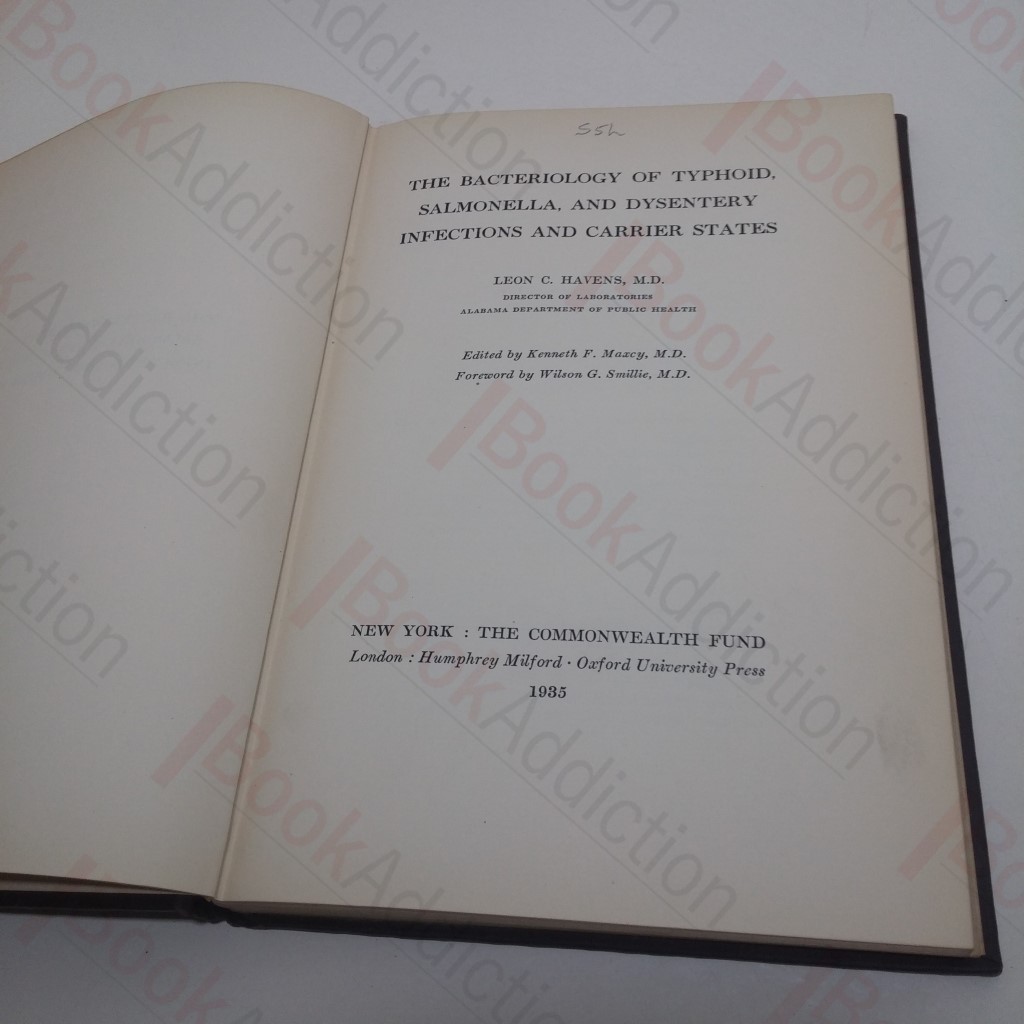 THE BACTERIOLOGY OF TYPHOID,
SALMONELLA, AND DYSENTERY
INFECTIONS AND CARRIER STATES
LEON C. HAVENS, M.D.
DIRECTOR OF LABORATORIES
ALABAMA DEPARTMENT OF PUBLIC HEALTH
Edited by Kenneth F. Maxcy, M.D.
Foreword by Wilson G. Smillie, M.D.
NEW YORK : THE COMMONWEALTH FUND
London : Humphrey Milford · Oxford University Press
1935
BookAddiction